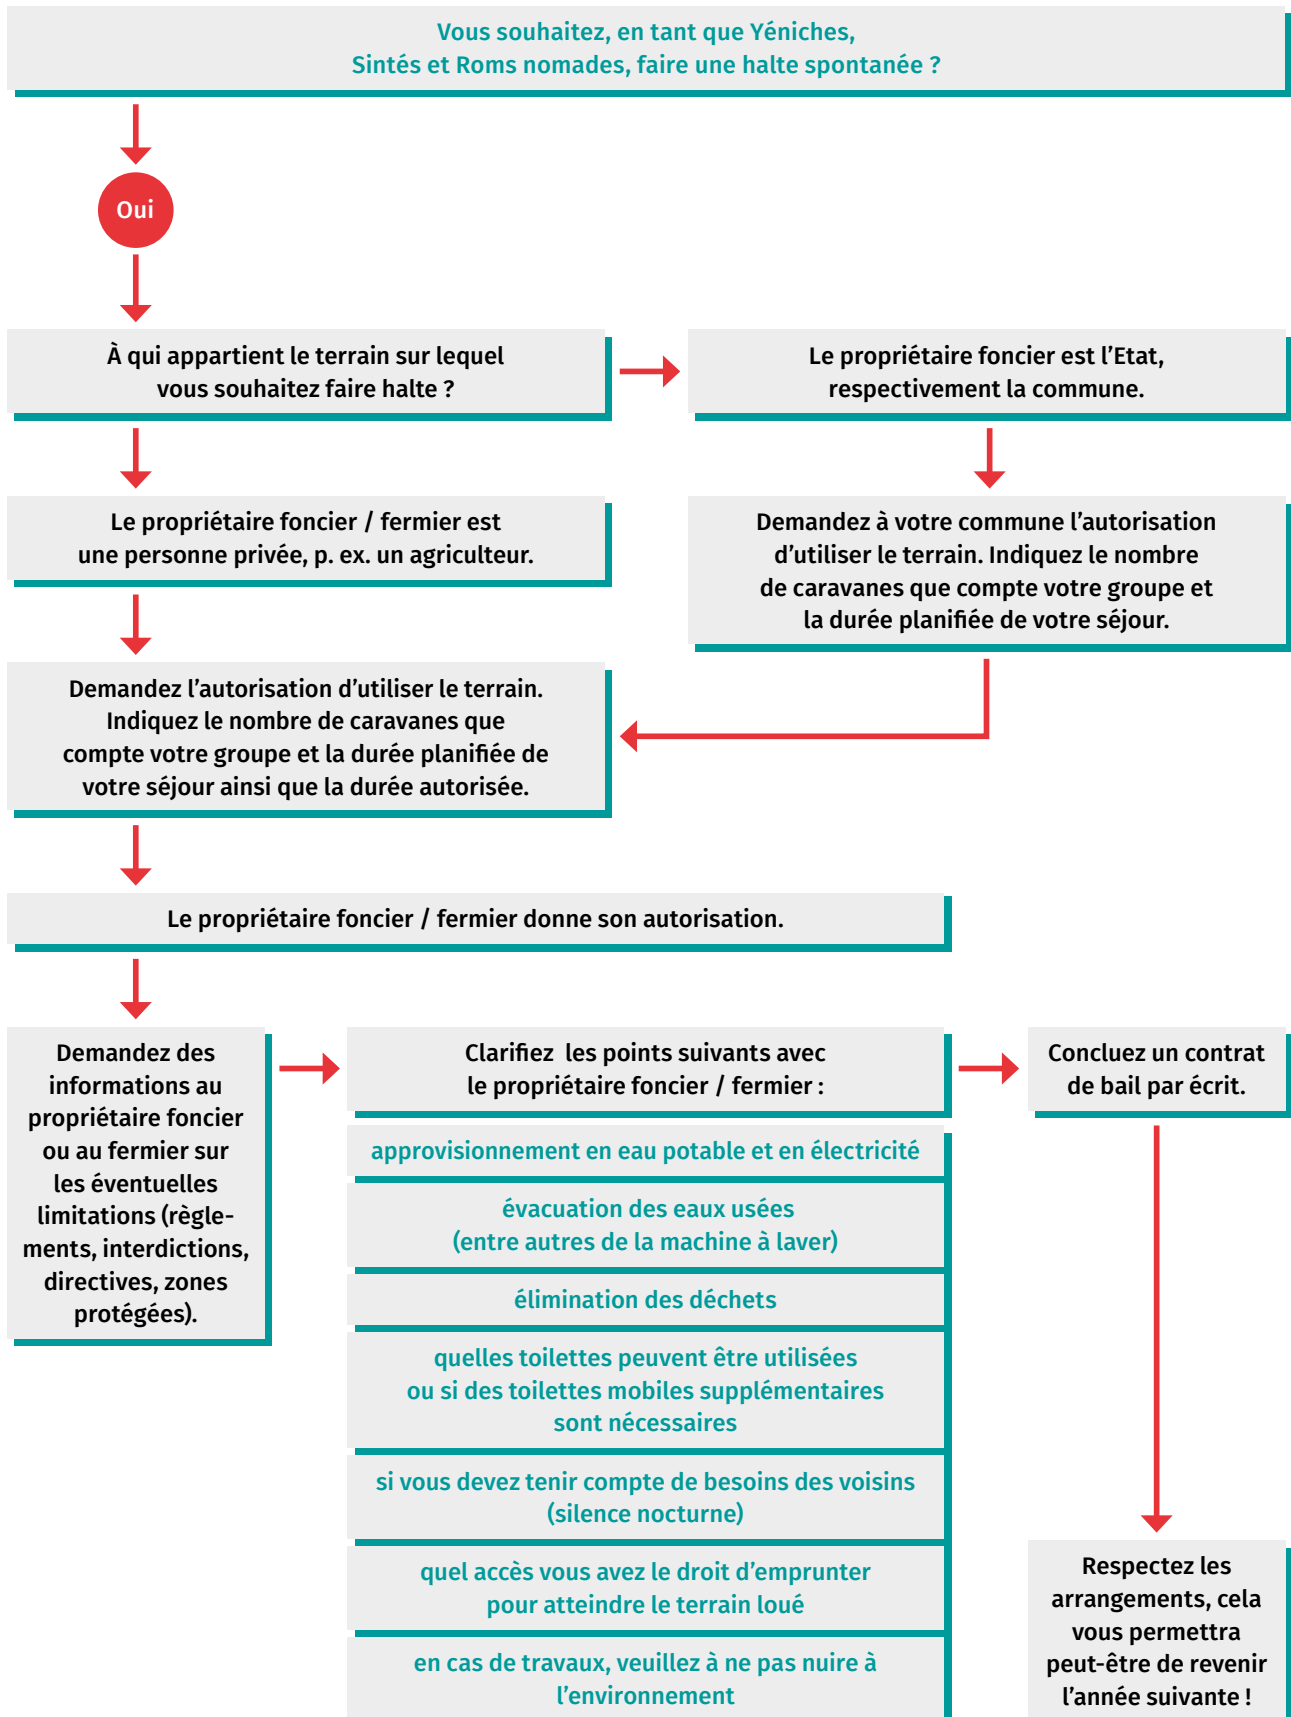 Vous souhaitez, en tant que Yéniches,
Sintés et Roms nomades, faire une halte spontanée ?
Oui
À qui appartient le terrain sur lequel
vous souhaitez faire halte ?
Le propriétaire foncier est l’Etat,
respectivement la commune.
Le propriétaire foncier / fermier est
une personne privée, p. ex. un agriculteur.
Demandez à votre commune l’autorisation
d’utiliser le terrain. Indiquez le nombre
de caravanes que compte votre groupe et
la durée planifiée de votre séjour.
Demandez l’autorisation d’utiliser le terrain.
Indiquez le nombre de caravanes que
compte votre groupe et la durée planifiée de
votre séjour ainsi que la durée autorisée.
Le propriétaire foncier / fermier donne son autorisation.
Demandez des
informations au
propriétaire foncier
ou au fermier sur
les éventuelles
limitations (règle-
ments, interdictions,
directives, zones
protégées).
Clarifiez les points suivants avec
le propriétaire foncier / fermier :
approvisionnement en eau potable et en électricité
évacuation des eaux usées
(entre autres de la machine à laver)
élimination des déchets
quelles toilettes peuvent être utilisées
ou si des toilettes mobiles supplémentaires
sont nécessaires
si vous devez tenir compte de besoins des voisins
(silence nocturne)
quel accès vous avez le droit d’emprunter
pour atteindre le terrain loué
en cas de travaux, veuillez à ne pas nuire à
l’environnement
Concluez un contrat
de bail par écrit.
Respectez les
arrangements, cela
vous permettra
peut-être de revenir
l’année suivante !